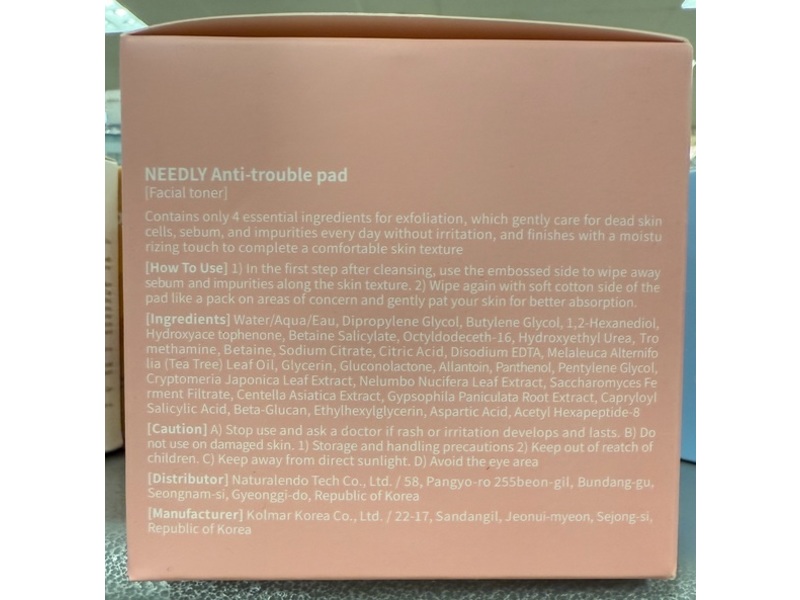 NEEDLY Anti-trouble pad
[Facial toner]
Contains only 4 essential ingredients for exfoliation, which gently care for dead skin
cells, sebum, and impurities every day without irritation, and finishes with a moistu
rizing touch to complete a comfortable skin texture
[How To Use] 1) In the first step after cleansing, use the embossed side to wipe away
sebum and impurities along the skin texture. 2) Wipe again with soft cotton side of the
pad like a pack on areas of concern and gently pat your skin for better absorption.
[Ingredients] Water/Aqua/Eau, Dipropylene Glycol, Butylene Glycol, 1,2-Hexanediol,
Hydroxyace tophenone, Betaine Salicylate, Octyldodeceth-16, Hydroxyethyl Urea, Tro
methamine, Betaine, Sodium Citrate, Citric Acid, Disodium EDTA, Melaleuca Alternifo
lia (Tea Tree) Leaf Oil, Glycerin, Gluconolactone, Allantoin, Panthenol, Pentylene Glycol,
Cryptomeria Japonica Leaf Extract, Nelumbo Nucifera Leaf Extract, Saccharomyces Fe
rment Filtrate, Centella Asiatica Extract, Gypsophila Paniculata Root Extract, Capryloyl
Salicylic Acid, Beta-Glucan, Ethylhexylglycerin, Aspartic Acid, Acetyl Hexapeptide-8
[Caution] A) Stop use and ask a doctor if rash or irritation develops and lasts. B) Do
not use on damaged skin. 1) Storage and handling precautions 2) Keep out of reatch of
children. C) Keep away from direct sunlight. D) Avoid the eye area
[Distributor] Naturalendo Tech Co., Ltd. / 58, Pangyo-ro 255beon-gil, Bundang-gu,
Seongnam-si, Gyeonggi-do, Republic of Korea
[Manufacturer] Kolmar Korea Co., Ltd. / 22-17, Sandangil, Jeonui-myeon, Sejong-si,
Republic of Korea